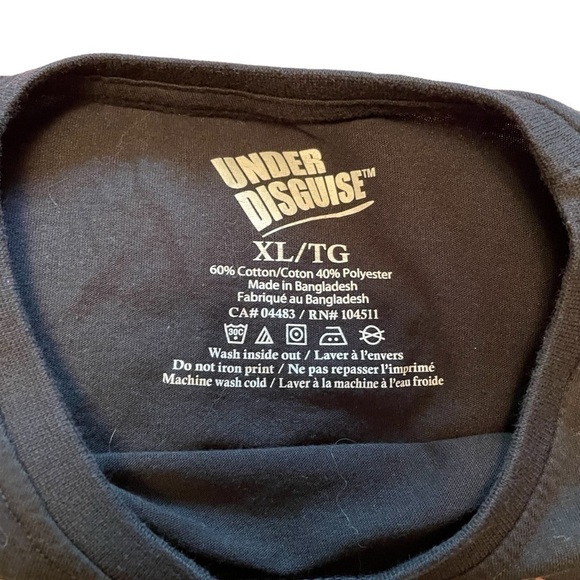 UNDER
DISGUISE™
XL/TG
60% Cotton/Coton 40% Polyester
Made in Bangladesh
Fabriqué au Bangladesh
CA# 04483 / RN# 104511
30C
Wash inside out / Laver à l'envers
Do not iron print / Ne pas repasser l'imprimé
Machine wash cold / Laver à la machine à l'eau froide